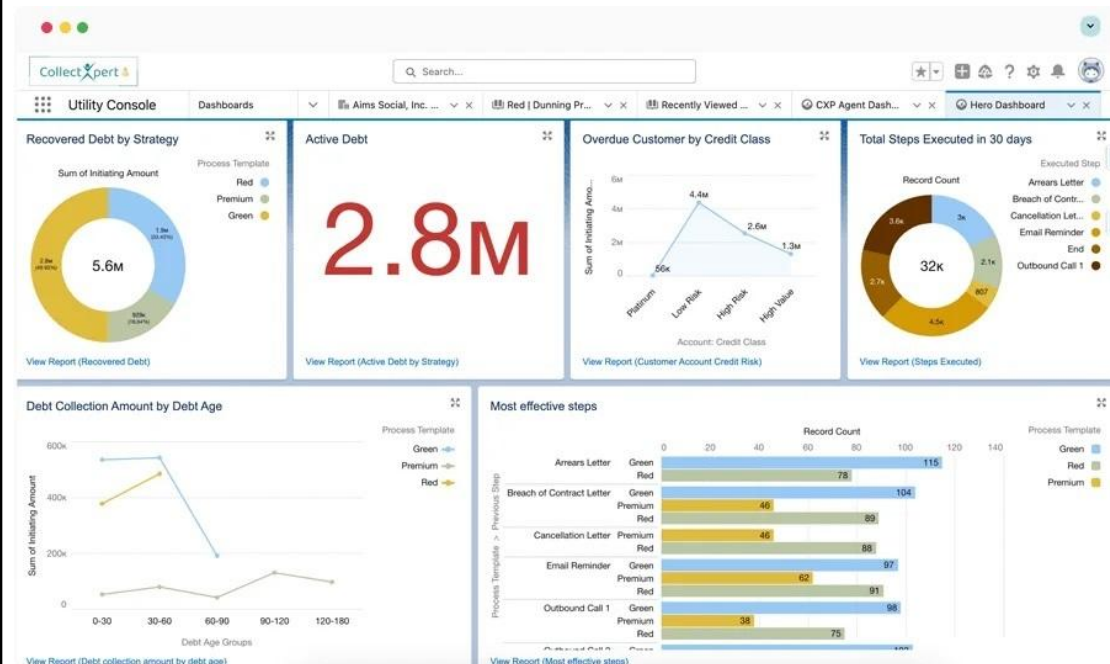 CollectXpert
Search...
Utility Console
Dashboards
Aims Social, Inc. ...
Red | Dunning Pr...
Recently Viewed ...
CXP Agent Dash...
Hero Dashboard
Recovered Debt by Strategy
Sum of Initiating Amount
Process Template
Red
Premium
Green
5.6M
View Report (Recovered Debt)
Active Debt
2.8M
View Report (Active Debt by Strategy)
Overdue Customer by Credit Class
Sum of Initiating Amo...
6M
4M
2M
0
56K
4.4M
2.6M
1.3M
Platinum
Low Risk
High Risk
High Value
Account: Credit Class
View Report (Customer Account Credit Risk)
Total Steps Executed in 30 days
Record Count
Executed Step
Arrears Letter
Breach of Contr...
Cancellation Let...
Email Reminder
End
Outbound Call 1
3K
2.1K
807
4.5K
2.7K
3.6K
32K
View Report (Steps Executed)
Debt Collection Amount by Debt Age
Process Template
Green
Premium
Red
Sum of Initiating Amount
600K
400K
200K
0
0-30 30-60 60-90 90-120 120-180
Debt Age Groups
View Report (Debt collection amount by debt age)
Most effective steps
Record Count
0 20 40 60 80 100 120 140
Process Template
Green
Red
Premium
Process Template > Previous Step
Arrears Letter Green 115
Red 78
Breach of Contract Letter Green 104
Premium 46
Red 89
Cancellation Letter Premium 46
Red 88
Email Reminder Green 97
Premium 62
Red 91
Outbound Call 1 Green 98
Premium 38
Red 75
View Report (Most effective steps)